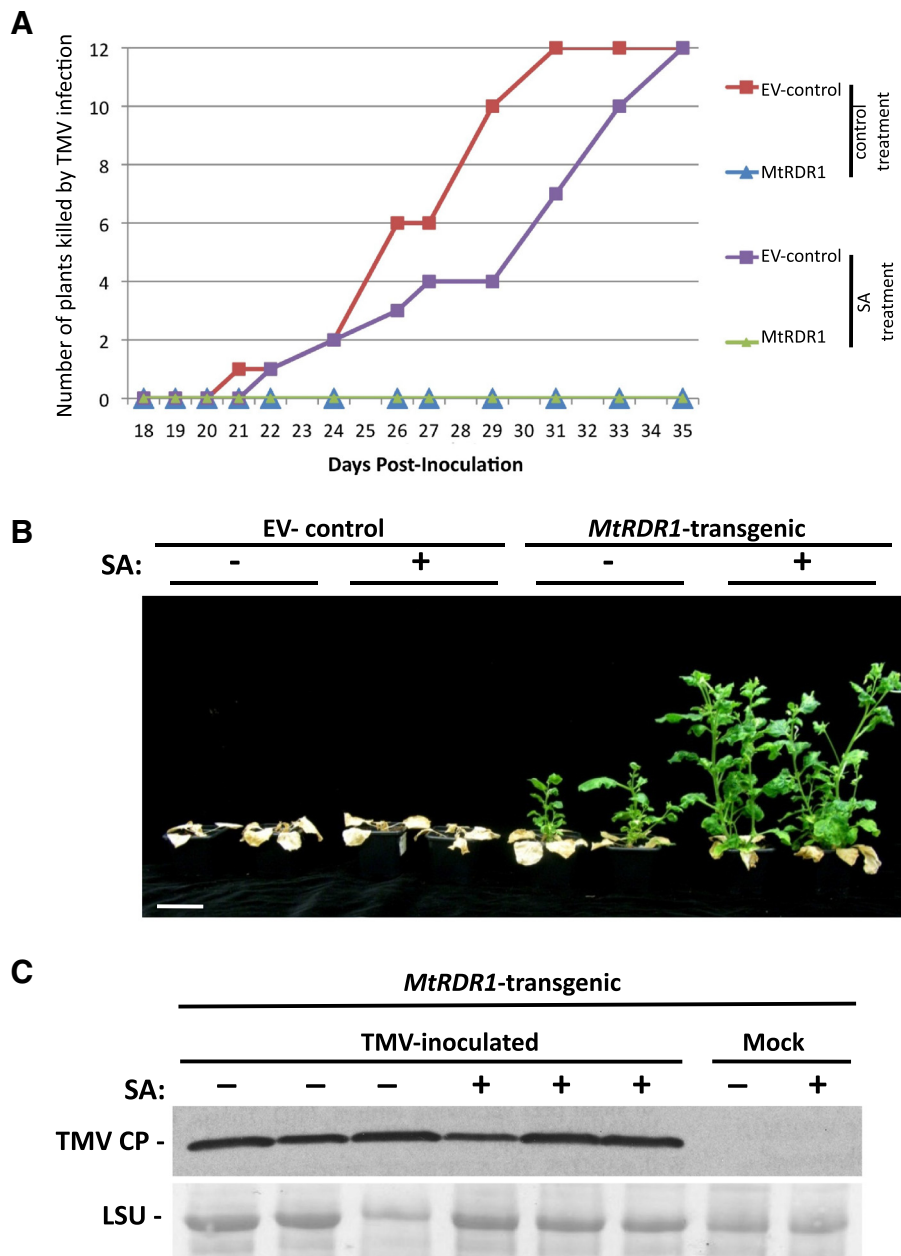 A
Number of plants killed by TMV infection
12
10
8
6
4
2
0
18 19 20 21 22 23 24 25 26 27 28 29 30 31 32 33 34 35
Days Post-Inoculation
EV-control
MtRDR1
control
treatment
EV-control
MtRDR1
SA
treatment
B
EV- control MtRDR1-transgenic
SA: - + - +
C
MtRDR1-transgenic
TMV-inoculated Mock
SA: – – – + + + – +
TMV CP -
LSU -